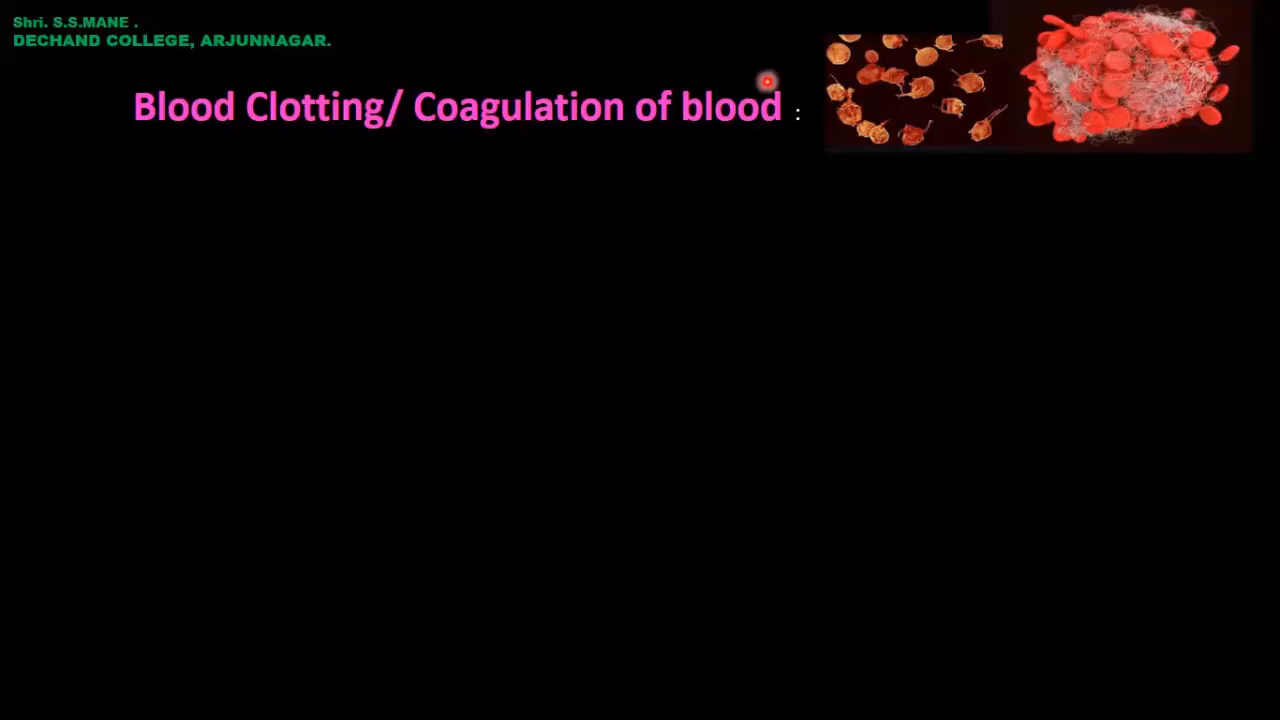 Shri. S.S.MANE .
DECHAND COLLEGE, ARJUNNAGAR.
Blood Clotting/ Coagulation of blood :